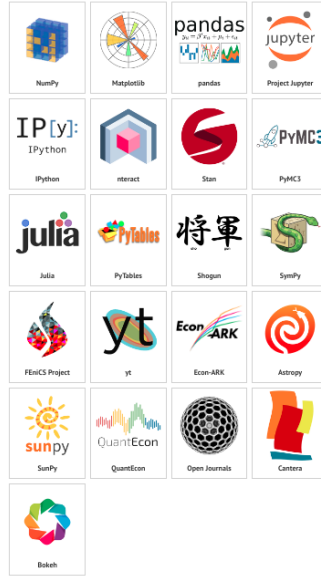 NumPy
Matplotlib
pandas
pandas
jupyter
Project Jupyter
IP[y]:
IPython
IPython
nteract
Stan
PyMC3
PyMC3
julia
Julia
PyTables
PyTables
将軍
Shogun
SymPy
FEniCS Project
yt
yt
Econ
ARK
Econ-ARK
Astropy
sunpy
SunPy
QuantEcon
QuantEcon
Open Journals
Cantera
Bokeh